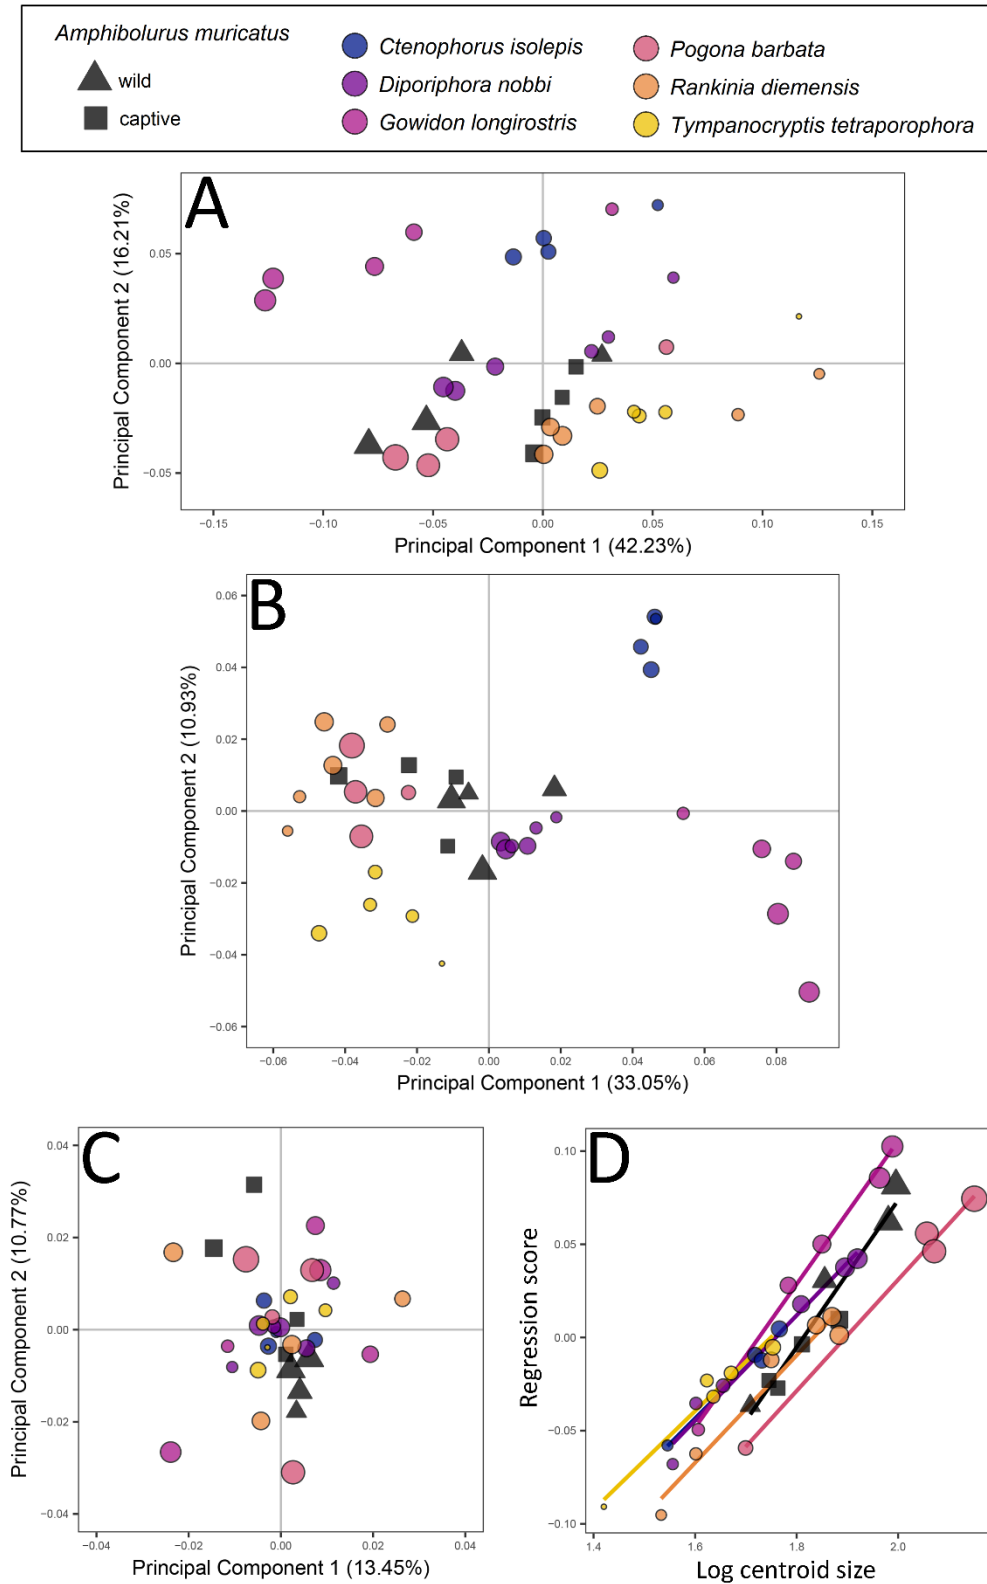 Amphibolurus muricatus
wild
captive
Ctenophorus isolepis
Diporiphora nobbi
Gowidon longirostris
Pogona barbata
Rankinia diemensis
Tympanocryptis tetraporophora
A
Principal Component 2 (16.21%)
0.05
0.00
−0.05
−0.15
−0.10
−0.05
0.00
0.05
0.10
0.15
Principal Component 1 (42.23%)
B
Principal Component 2 (10.93%)
0.06
0.04
0.02
0.00
−0.02
−0.04
−0.06
−0.06
−0.04
−0.02
0.00
0.02
0.04
0.06
0.08
Principal Component 1 (33.05%)
C
Principal Component 2 (10.77%)
0.04
0.02
0.00
−0.02
−0.04
−0.04
−0.02
0.00
0.02
0.04
Principal Component 1 (13.45%)
D
Regression score
0.10
0.05
0.00
−0.05
−0.10
1.4
1.6
1.8
2.0
Log centroid size